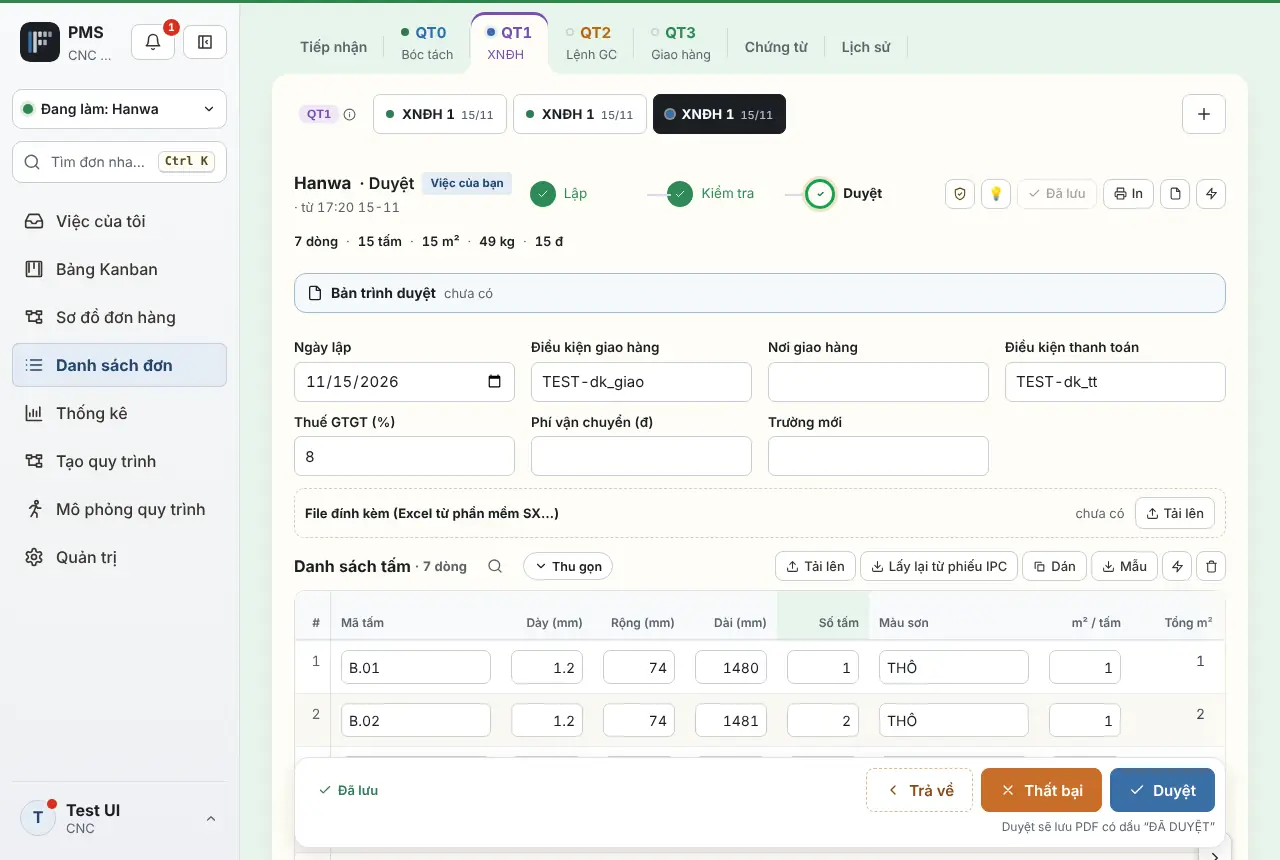 PMS
CNC ...
1
Đang làm: Hanwa
Tìm đơn nha... Ctrl K
Việc của tôi
Bảng Kanban
Sơ đồ đơn hàng
Danh sách đơn
Thống kê
Tạo quy trình
Mô phỏng quy trình
Quản trị
T
Test UI
CNC
Tiếp nhận
QT0
Bóc tách
QT1
XNĐH
QT2
Lệnh GC
QT3
Giao hàng
Chứng từ
Lịch sử
QT1
XNĐH 1 15/11
XNĐH 1 15/11
XNĐH 1 15/11
Hanwa · Duyệt Việc của bạn
· từ 17:20 15-11
Lập
Kiểm tra
Duyệt
Đã lưu
In
7 dòng · 15 tấm · 15 m² · 49 kg · 15 đ
Bản trình duyệt chưa có
Ngày lập Điều kiện giao hàng Nơi giao hàng Điều kiện thanh toán
11/15/2026 TEST-dk_giao TEST-dk_tt
Thuế GTGT (%) Phí vận chuyển (đ) Trường mới
8
File đính kèm (Excel từ phần mềm SX...) chưa có Tải lên
Danh sách tấm · 7 dòng Thu gọn Tải lên Lấy lại từ phiếu IPC Dán Mẫu
# Mã tấm Dày (mm) Rộng (mm) Dài (mm) Số tấm Màu sơn m² / tấm Tổng m²
1 B.01 1.2 74 1480 1 THÔ 1 1
2 B.02 1.2 74 1481 2 THÔ 1 2
Đã lưu Trả về Thất bại Duyệt
Duyệt sẽ lưu PDF có dấu “ĐÃ DUYỆT”